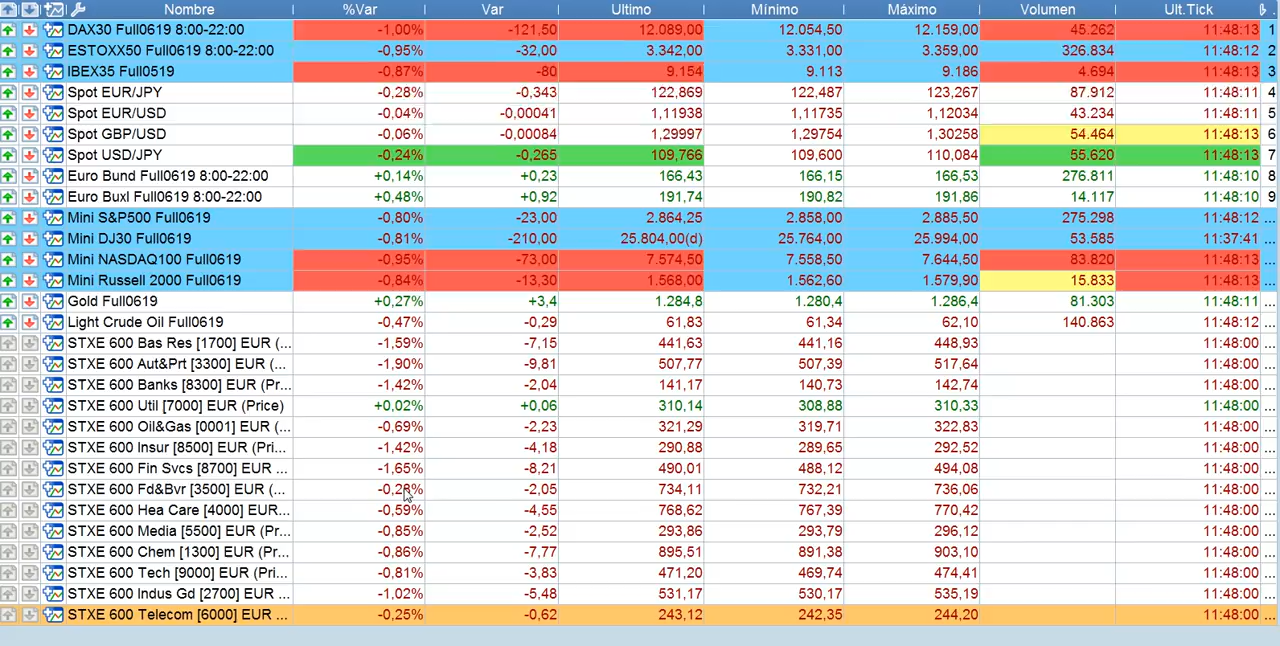 Nombre %Var Var Ultimo Mínimo Máximo Volumen Ult.Tick
DAX30 Full0619 8:00-22:00 -1,00% -121,50 12.089,00 12.054,50 12.159,00 45.262 11:48:13 1
ESTOXX50 Full0619 8:00-22:00 -0,95% -32,00 3.342,00 3.331,00 3.359,00 326.834 11:48:12 2
IBEX35 Full0519 -0,87% -80 9.154 9.113 9.186 4.694 11:48:13 3
Spot EUR/JPY -0,28% -0,343 122,869 122,487 123,267 87.912 11:48:11 4
Spot EUR/USD -0,04% -0,00041 1,11938 1,11735 1,12034 43.234 11:48:11 5
Spot GBP/USD -0,06% -0,00084 1,29997 1,29754 1,30258 54.464 11:48:13 6
Spot USD/JPY -0,24% -0,265 109,766 109,600 110,084 55.620 11:48:13 7
Euro Bund Full0619 8:00-22:00 +0,14% +0,23 166,43 166,15 166,53 276.811 11:48:10 8
Euro Buxl Full0619 8:00-22:00 +0,48% +0,92 191,74 190,82 191,86 14.117 11:48:10 9
Mini S&P500 Full0619 -0,80% -23,00 2.864,25 2.858,00 2.885,50 275.298 11:48:12 ...
Mini DJ30 Full0619 -0,81% -210,00 25.804,00(d) 25.764,00 25.994,00 53.585 11:37:41 ...
Mini NASDAQ100 Full0619 -0,95% -73,00 7.574,50 7.558,50 7.644,50 83.820 11:48:13 ...
Mini Russell 2000 Full0619 -0,84% -13,30 1.568,00 1.562,60 1.579,90 15.833 11:48:13 ...
Gold Full0619 +0,27% +3,4 1.284,8 1.280,4 1.286,4 81.303 11:48:11 ...
Light Crude Oil Full0619 -0,47% -0,29 61,83 61,34 62,10 140.863 11:48:12 ...
STXE 600 Bas Res [1700] EUR (... -1,59% -7,15 441,63 441,16 448,93 11:48:00 ...
STXE 600 Aut&Prt [3300] EUR (... -1,90% -9,81 507,77 507,39 517,64 11:48:00 ...
STXE 600 Banks [8300] EUR (Pr... -1,42% -2,04 141,17 140,73 142,74 11:48:00 ...
STXE 600 Util [7000] EUR (Price) +0,02% +0,06 310,14 308,88 310,33 11:48:00 ...
STXE 600 Oil&Gas [0001] EUR (... -0,69% -2,23 321,29 319,71 322,83 11:48:00 ...
STXE 600 Insur [8500] EUR (Pri... -1,42% -4,18 290,88 289,65 292,52 11:48:00 ...
STXE 600 Fin Svcs [8700] EUR ... -1,65% -8,21 490,01 488,12 494,08 11:48:00 ...
STXE 600 Fd&Bvr [3500] EUR (... -0,28% -2,05 734,11 732,21 736,06 11:48:00 ...
STXE 600 Hea Care [4000] EUR... -0,59% -4,55 768,62 767,39 770,42 11:48:00 ...
STXE 600 Media [5500] EUR (Pr... -0,85% -2,52 293,86 293,79 296,12 11:48:00 ...
STXE 600 Chem [1300] EUR (Pr... -0,86% -7,77 895,51 891,38 903,10 11:48:00 ...
STXE 600 Tech [9000] EUR (Pri... -0,81% -3,83 471,20 469,74 474,41 11:48:00 ...
STXE 600 Indus Gd [2700] EUR ... -1,02% -5,48 531,17 530,17 535,19 11:48:00 ...
STXE 600 Telecom [6000] EUR ... -0,25% -0,62 243,12 242,35 244,20 11:48:00 ...